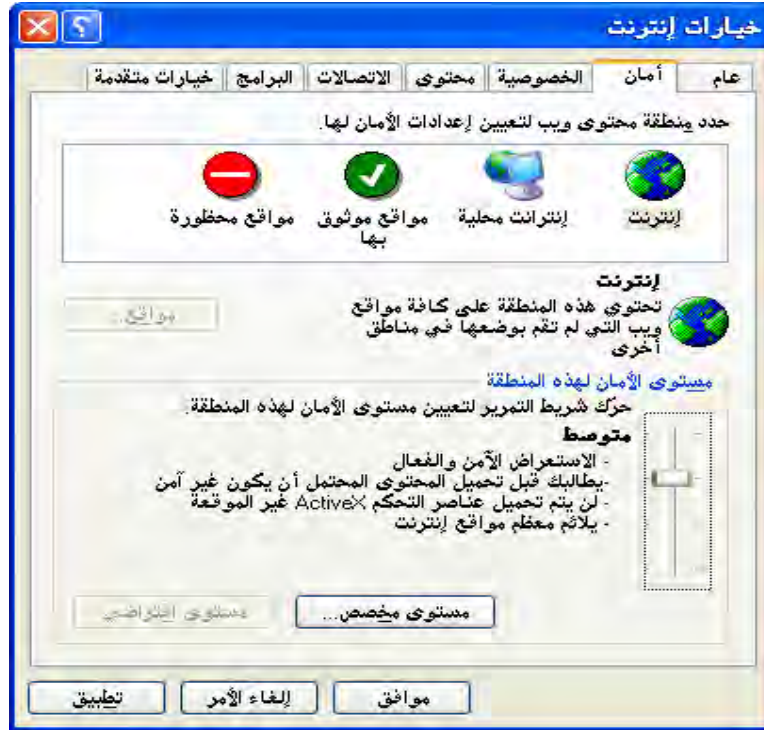 خيارات إنترنت
عام أمان الخصوصية محتوى الاتصالات البرامج خيارات متقدمة
حدد منطقة محتوى ويب لتعيين إعدادات الأمان لها.
إنترنت إنترانت محلية مواقع موثوق بها مواقع محظورة
إنترنت
تحتوي هذه المنطقة على كافة مواقع
ويب التي لم تقم بوضعها في مناطق
أخرى
مواقع...
مستوى الأمان لهذه المنطقة
حرّك شريط التمرير لتعيين مستوى الأمان لهذه المنطقة.
متوسط
- الاستعراض الآمن والفعال
-يطالبك قبل تحميل المحتوى المحتمل أن يكون غير آمن
- لن يتم تحميل عناصر التحكم ActiveX غير الموقعة
- يلائم معظم مواقع إنترنت
مستوى مخصص... مستوى افتراضي
موافق إلغاء الأمر تطبيق